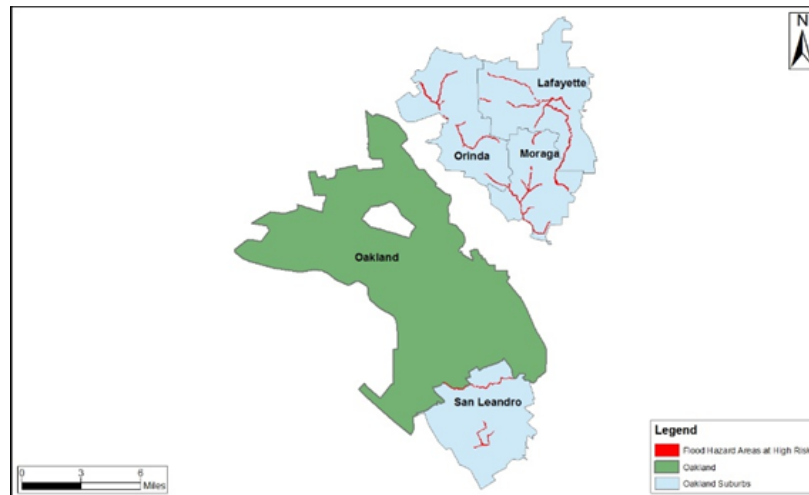 N
Lafayette
Orinda
Moraga
Oakland
San Leandro
Legend
Flood Hazard Areas at High Risk
Oakland
Oakland Suburbs
0 3 6
Miles